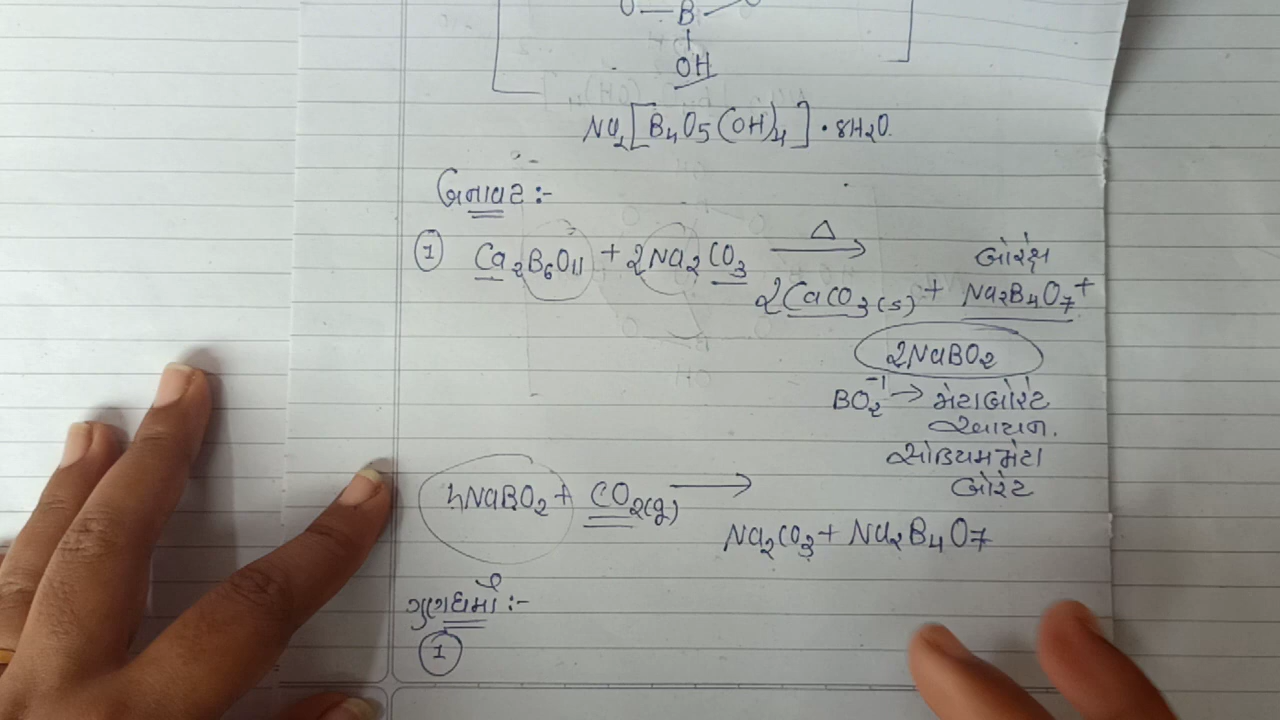 O — B — O
OH
Na₂[B₄O₅(OH)₄]·8H₂O.
બનાવટ :-
① Ca₂B₆O₁₁ + 2Na₂CO₃ →Δ બોરેક્ષ
2CaCO₃(s) + Na₂B₄O₇ +
2NaBO₂
BO₂⁻¹ → મેટાબોરેટ
આયન.
સોડિયમ મેટા
બોરેટ
4NaBO₂ + CO₂(g) →
Na₂CO₃ + Na₂B₄O₇
ગુણધર્મો :-
①